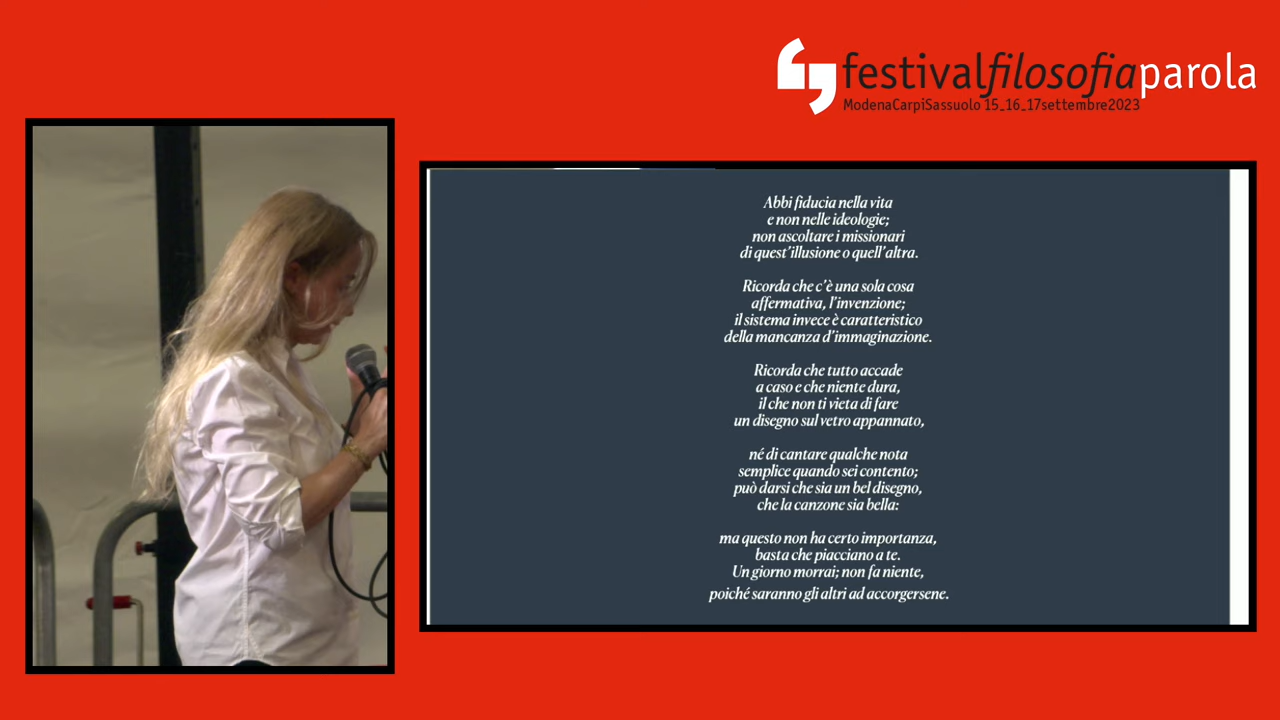 festivalfilosofiaparola
ModenaCarpiSassuolo 15_16_17settembre2023
Abbi fiducia nella vita
e non nelle ideologie;
non ascoltare i missionari
di quest'illusione o quell'altra.
Ricorda che c'è una sola cosa
affermativa, l'invenzione;
il sistema invece è caratteristico
della mancanza d'immaginazione.
Ricorda che tutto accade
a caso e che niente dura,
il che non ti vieta di fare
un disegno sul vetro appannato,
né di cantare qualche nota
semplice quando sei contento;
può darsi che sia un bel disegno,
che la canzone sia bella:
ma questo non ha certo importanza,
basta che piacciano a te.
Un giorno morrai; non fa niente,
poiché saranno gli altri ad accorgersene.